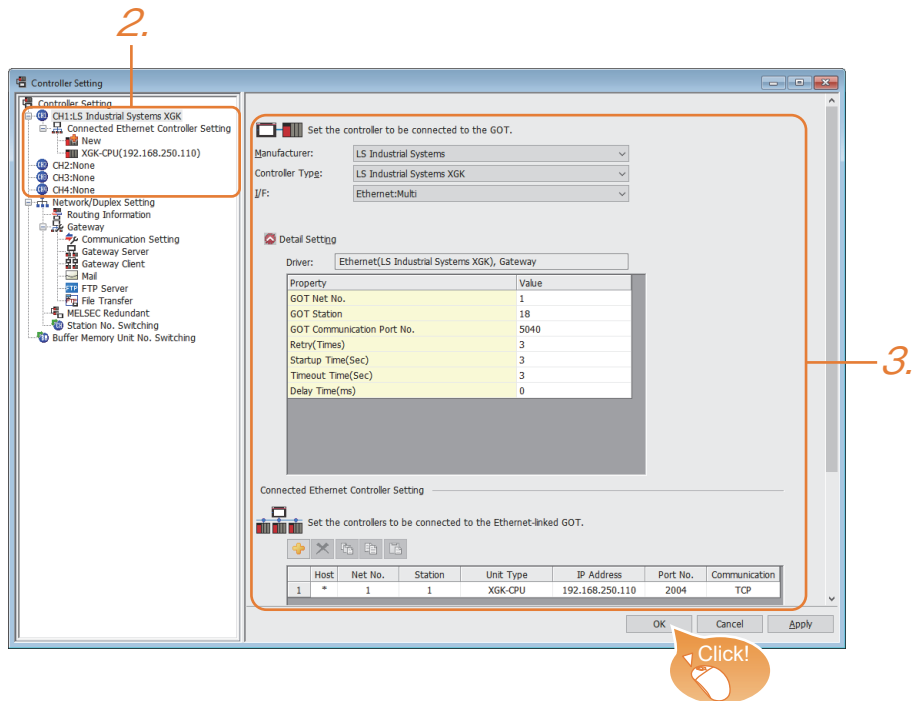 2.
Controller Setting
Controller Setting
CH1:LS Industrial Systems XGK
Connected Ethernet Controller Setting
New
XGK-CPU(192.168.250.110)
CH2:None
CH3:None
CH4:None
Network/Duplex Setting
Routing Information
Gateway
Communication Setting
Gateway Server
Gateway Client
Mail
FTP FTP Server
File Transfer
MELSEC Redundant
Station No. Switching
Buffer Memory Unit No. Switching
Set the controller to be connected to the GOT.
Manufacturer: LS Industrial Systems
Controller Type: LS Industrial Systems XGK
I/F: Ethernet:Multi
Detail Setting
Driver: Ethernet(LS Industrial Systems XGK), Gateway
Property Value
GOT Net No. 1
GOT Station 18
GOT Communication Port No. 5040
Retry(Times) 3
Startup Time(Sec) 3
Timeout Time(Sec) 3
Delay Time(ms) 0
3.
Connected Ethernet Controller Setting
Set the controllers to be connected to the Ethernet-linked GOT.
Host Net No. Station Unit Type IP Address Port No. Communication
1 * 1 1 XGK-CPU 192.168.250.110 2004 TCP
OK Cancel Apply
Click!